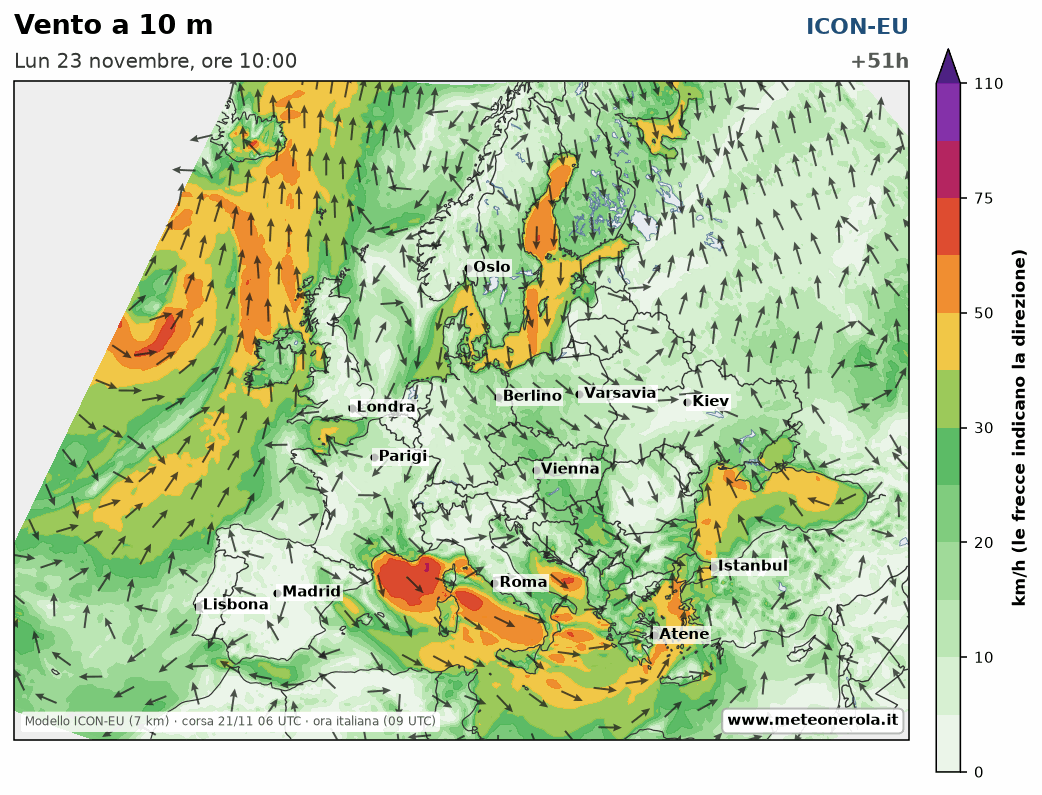 Vento a 10 m
ICON-EU
Lun 23 novembre, ore 10:00
+51h
110
75
50
30
20
10
0
km/h (le frecce indicano la direzione)
Oslo
Berlino
Varsavia
Kiev
Londra
Parigi
Vienna
Istanbul
Roma
Madrid
Lisbona
Atene
Modello ICON-EU (7 km) · corsa 21/11 06 UTC · ora italiana (09 UTC)
www.meteonerola.it